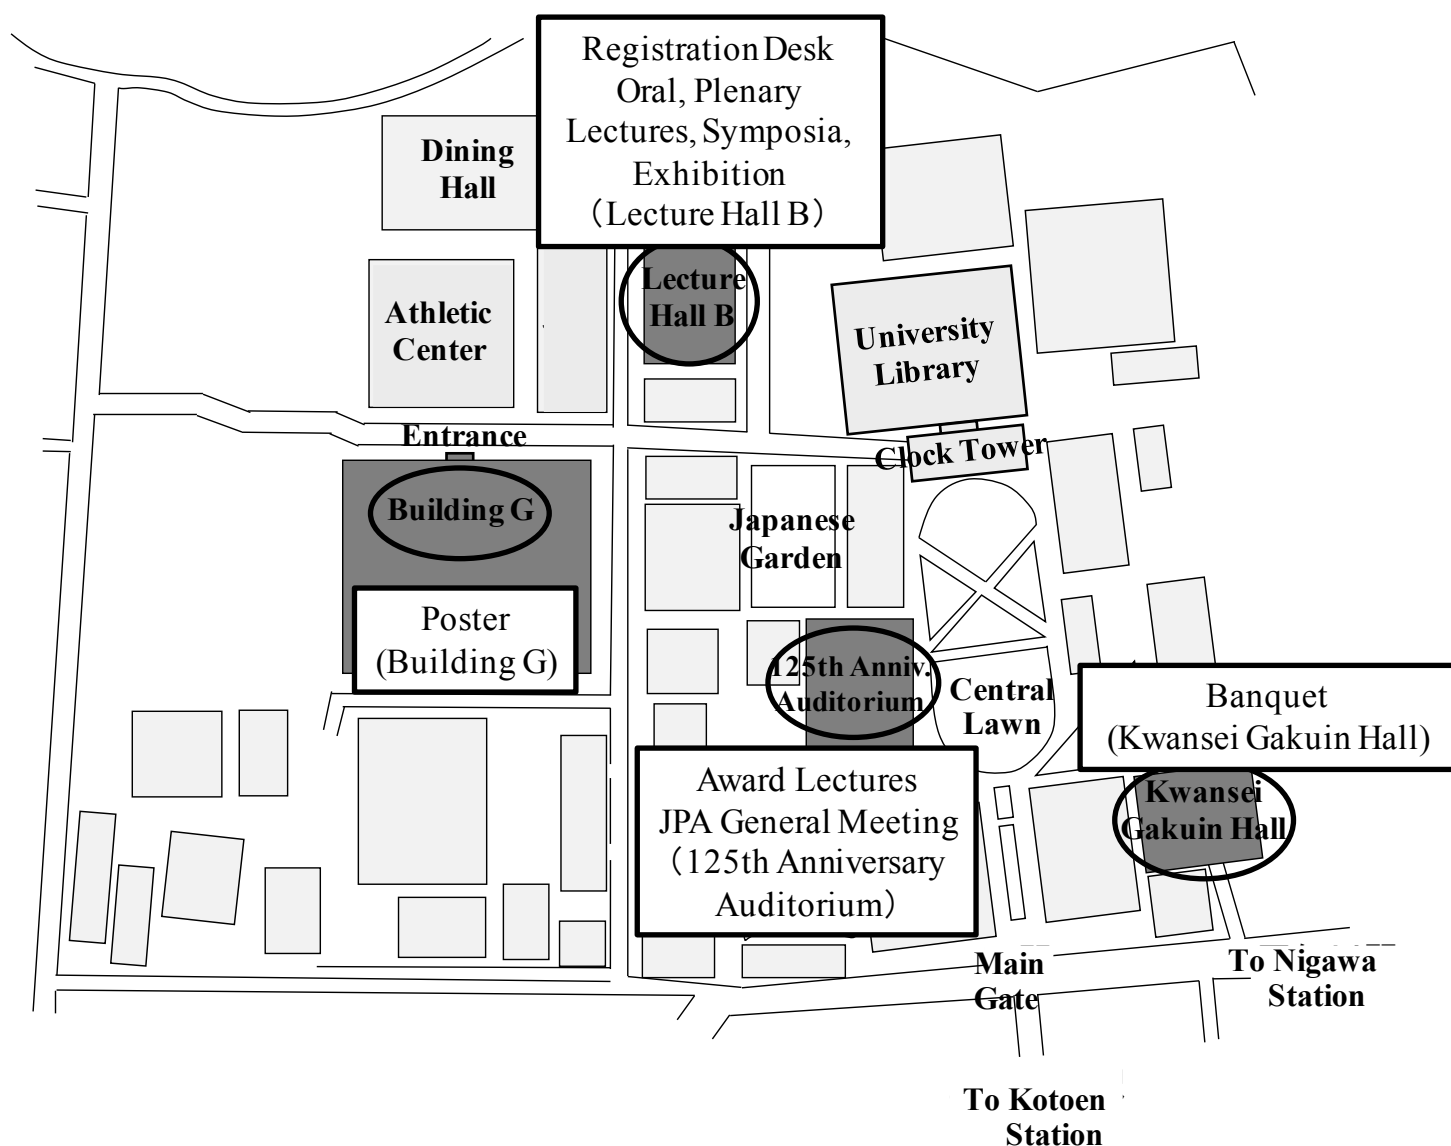 Registration Desk
Oral, Plenary
Lectures, Symposia,
Exhibition
（Lecture Hall B）
Dining
Hall
Lecture
Hall B
Athletic
Center
University
Library
Entrance
Clock Tower
Building G
Japanese
Garden
Poster
(Building G)
125th Anniv.
Auditorium
Central
Lawn
Banquet
(Kwansei Gakuin Hall)
Award Lectures
JPA General Meeting
（125th Anniversary
Auditorium）
Kwansei
Gakuin Hall
Main
Gate
To Nigawa
Station
To Kotoen
Station